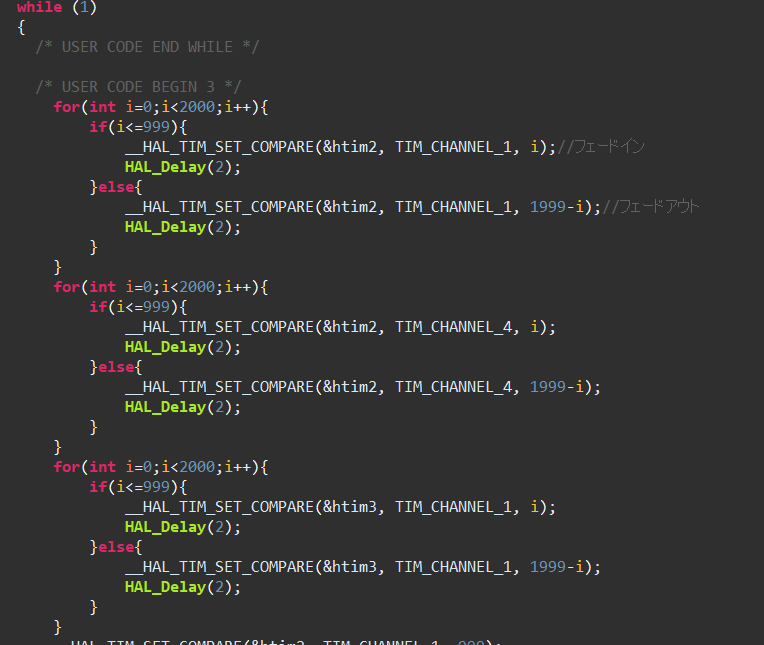 while (1)
{
/* USER CODE END WHILE */
/* USER CODE BEGIN 3 */
for(int i=0;i<2000;i++){
if(i<=999){
__HAL_TIM_SET_COMPARE(&htim2, TIM_CHANNEL_1, i);//フェードイン
HAL_Delay(2);
}else{
__HAL_TIM_SET_COMPARE(&htim2, TIM_CHANNEL_1, 1999-i);//フェードアウト
HAL_Delay(2);
}
}
for(int i=0;i<2000;i++){
if(i<=999){
__HAL_TIM_SET_COMPARE(&htim2, TIM_CHANNEL_4, i);
HAL_Delay(2);
}else{
__HAL_TIM_SET_COMPARE(&htim2, TIM_CHANNEL_4, 1999-i);
HAL_Delay(2);
}
}
for(int i=0;i<2000;i++){
if(i<=999){
__HAL_TIM_SET_COMPARE(&htim3, TIM_CHANNEL_1, i);
HAL_Delay(2);
}else{
__HAL_TIM_SET_COMPARE(&htim3, TIM_CHANNEL_1, 1999-i);
HAL_Delay(2);
}
}